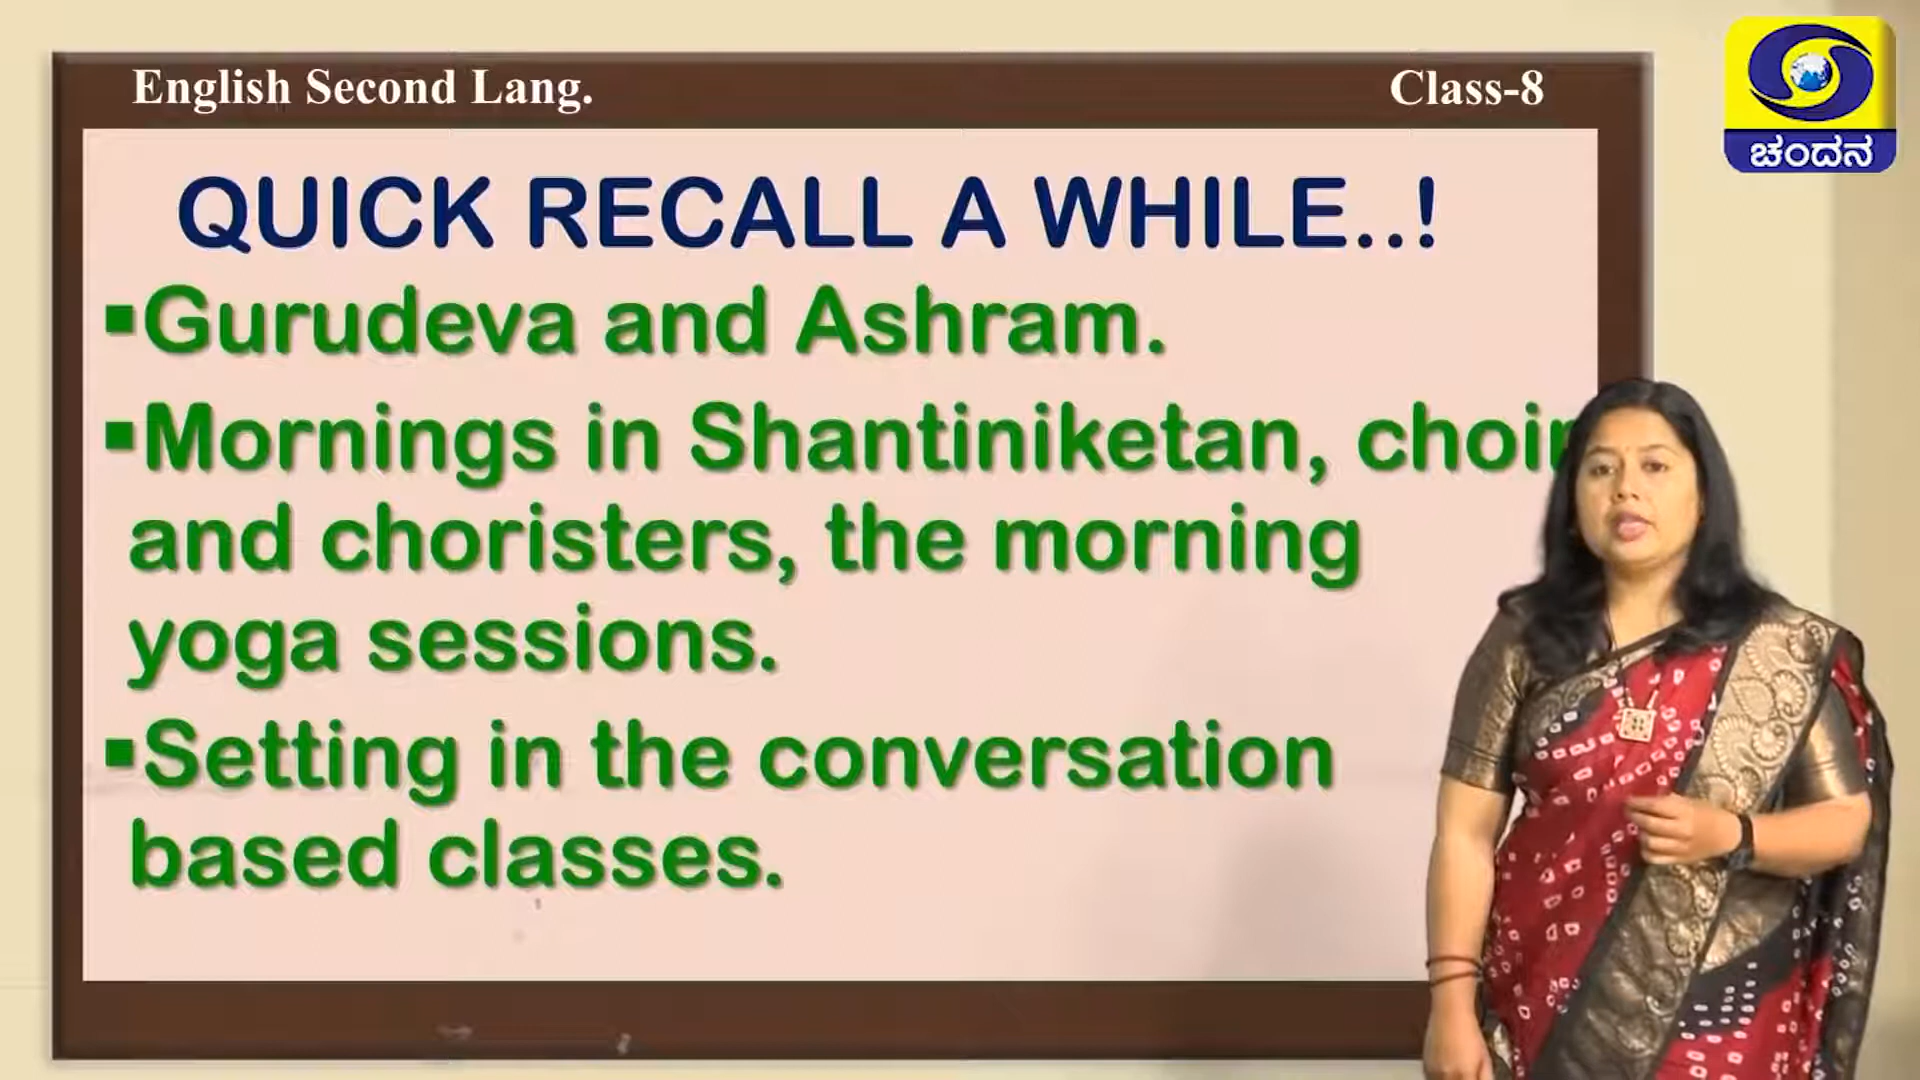 English Second Lang. Class-8
ಚಂದನ
QUICK RECALL A WHILE..!
▪Gurudeva and Ashram.
▪Mornings in Shantiniketan, choir
and choristers, the morning
yoga sessions.
▪Setting in the conversation
based classes.